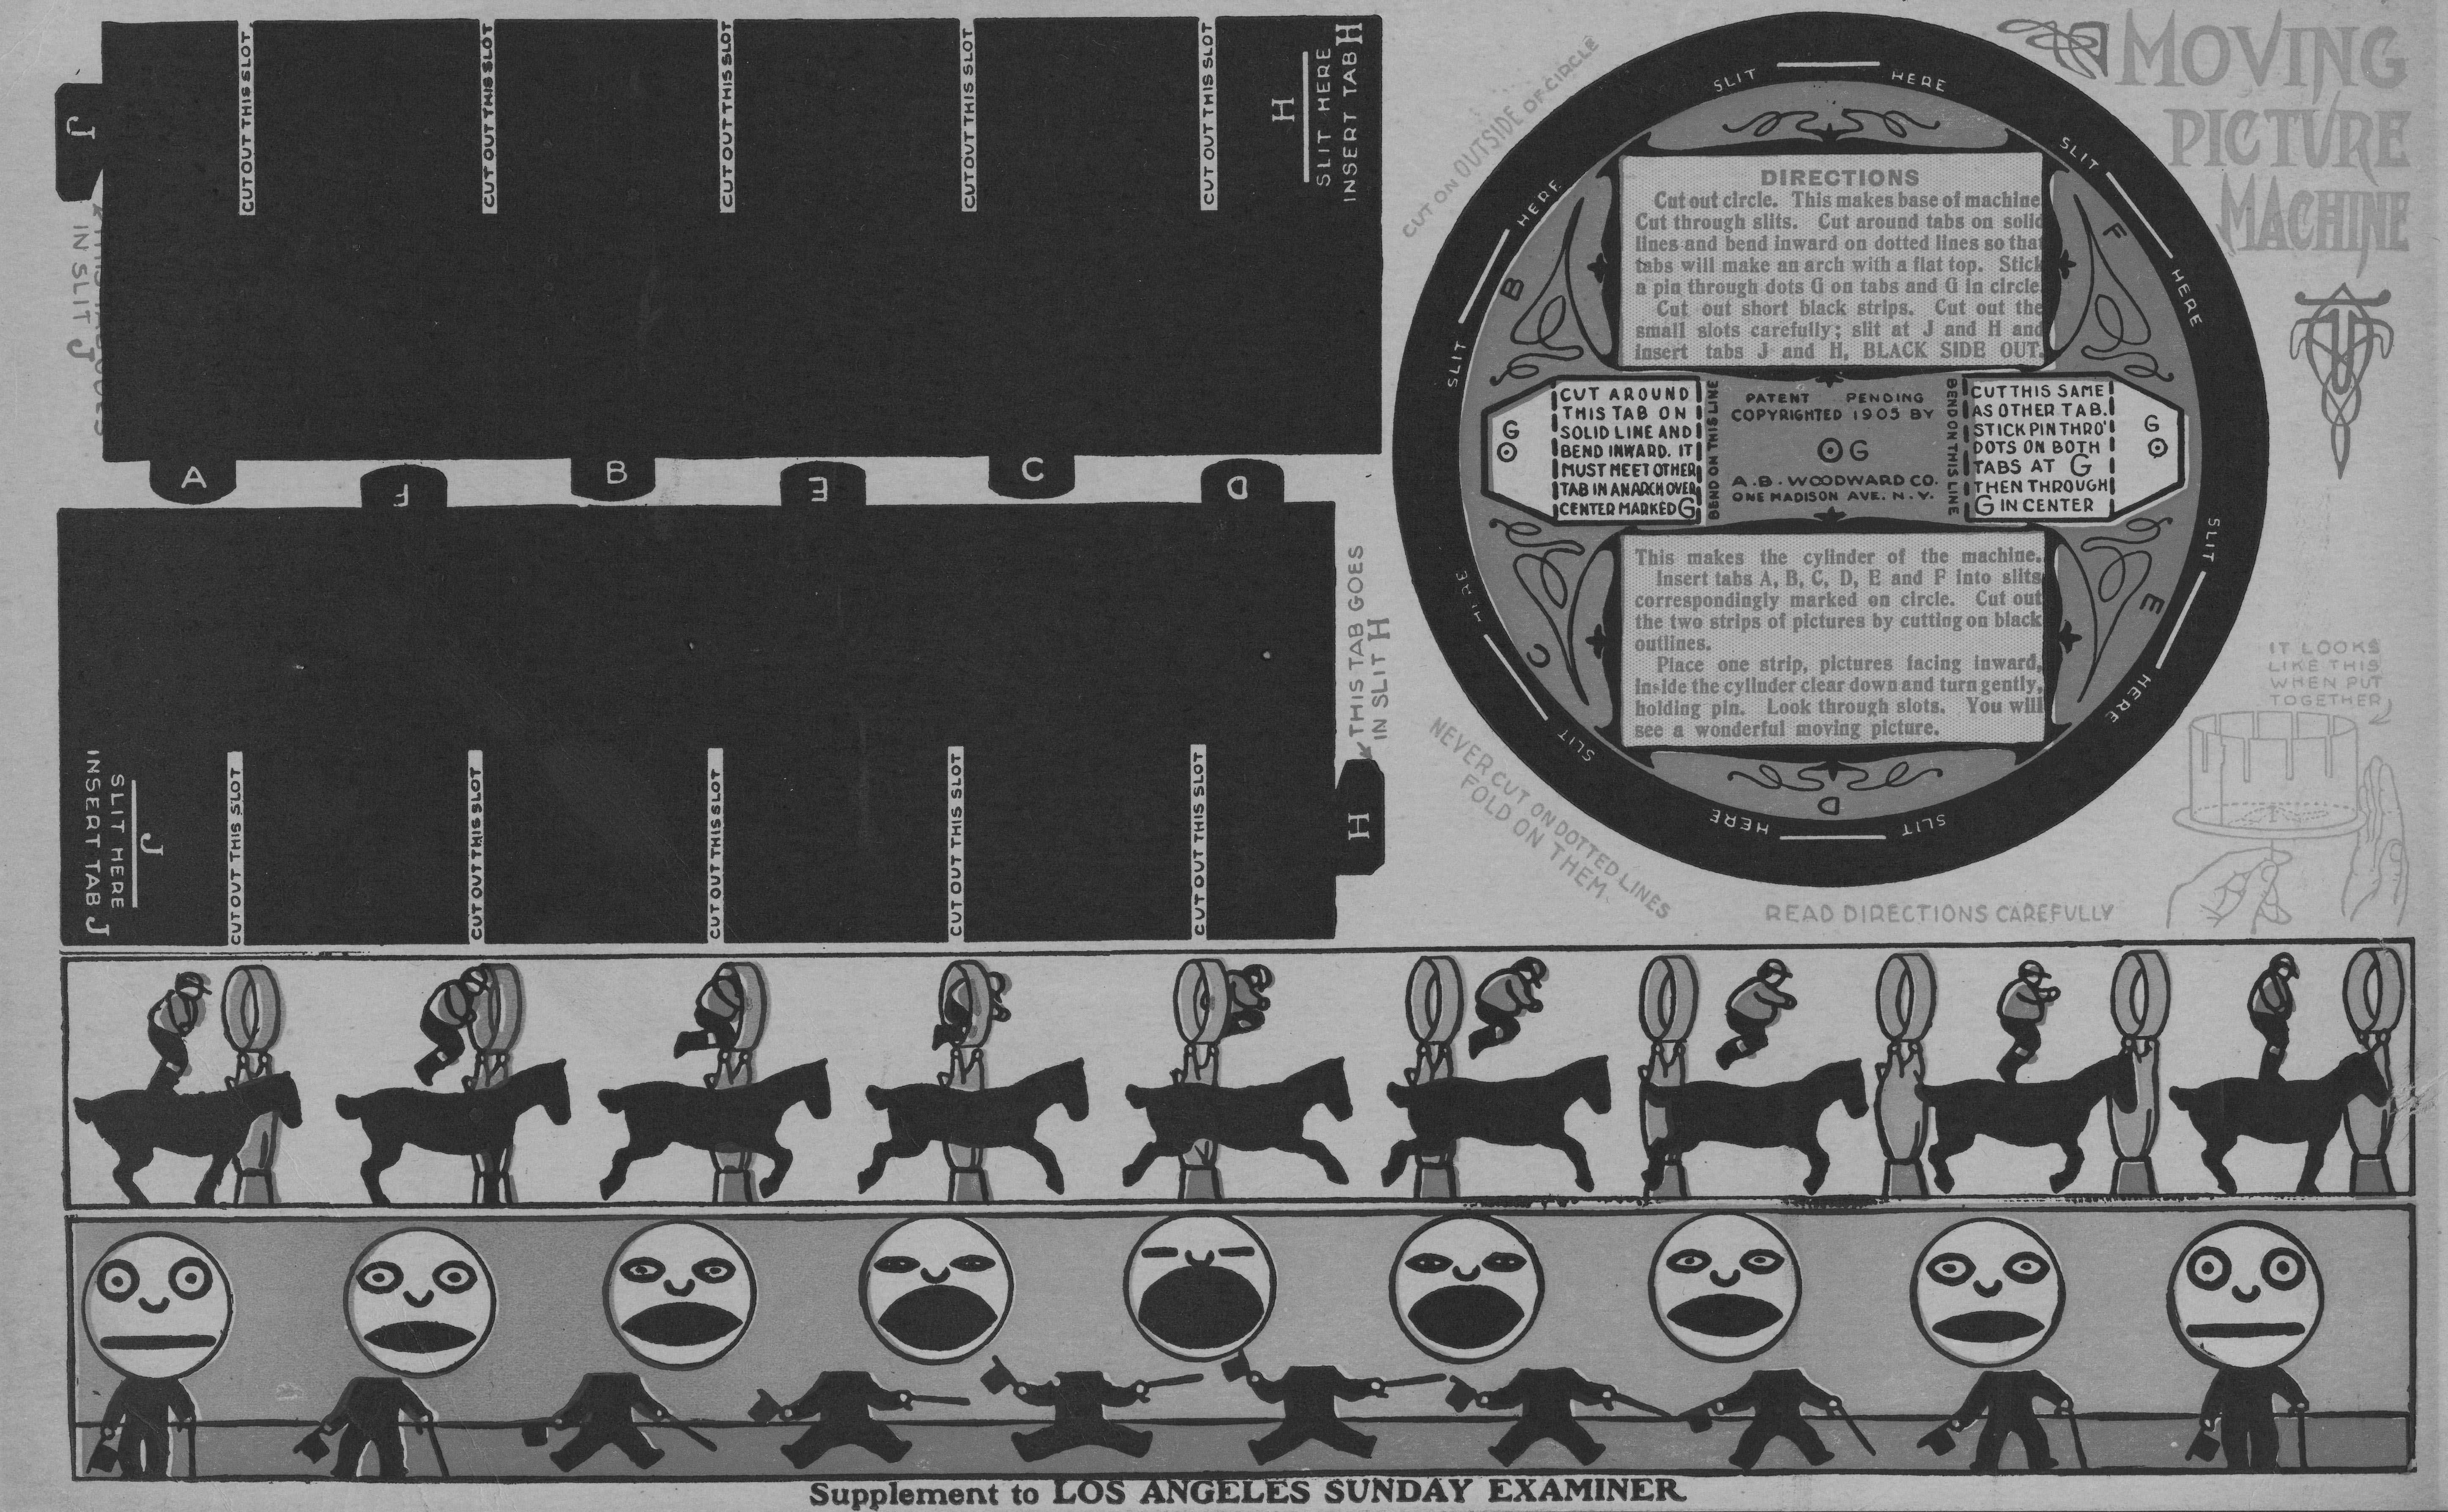 MOVING
PICTVRE
MACHINE
CUT OUT THIS SLOT
CUT OUT THIS SLOT
CUT OUT THIS SLOT
CUT OUT THIS SLOT
CUT OUT THIS SLOT
H
SLIT HERE
INSERT TAB H
J
IN SLIT J
A
F
B
E
C
D
THIS TAB GOES
IN SLIT H
H
J
SLIT HERE
INSERT TAB J
CUT OUT THIS SLOT
CUT OUT THIS SLOT
CUT OUT THIS SLOT
CUT OUT THIS SLOT
CUT OUT THIS SLOT
CUT ON OUTSIDE OF CIRCLE
SLIT HERE
SLIT HERE
SLIT HERE
SLIT HERE
SLIT HERE
SLIT HERE
B
F
C
E
D
DIRECTIONS
Cut out circle. This makes base of machine
Cut through slits. Cut around tabs on solid
lines and bend inward on dotted lines so that
tabs will make an arch with a flat top. Stick
a pin through dots G on tabs and G in circle.
Cut out short black strips. Cut out the
small slots carefully; slit at J and H and
insert tabs J and H, BLACK SIDE OUT.
G
CUT AROUND
THIS TAB ON
SOLID LINE AND
BEND INWARD. IT
MUST MEET OTHER
TAB IN AN ARCH OVER
CENTER MARKED G
BEND ON THIS LINE
PATENT PENDING
COPYRIGHTED 1905 BY
G
A. B. WOODWARD CO.
ONE MADISON AVE. N. Y.
BEND ON THIS LINE
CUT THIS SAME
AS OTHER TAB.
STICK PIN THRO'
DOTS ON BOTH
TABS AT G
THEN THROUGH
G IN CENTER
G
This makes the cylinder of the machine.
Insert tabs A, B, C, D, E and F into slits
correspondingly marked on circle. Cut out
the two strips of pictures by cutting on black
outlines.
Place one strip, pictures facing inward,
inside the cylinder clear down and turn gently,
holding pin. Look through slots. You will
see a wonderful moving picture.
NEVER CUT ON DOTTED LINES
FOLD ON THEM.
READ DIRECTIONS CAREFULLY
IT LOOKS
LIKE THIS
WHEN PUT
TOGETHER
Supplement to LOS ANGELES SUNDAY EXAMINER